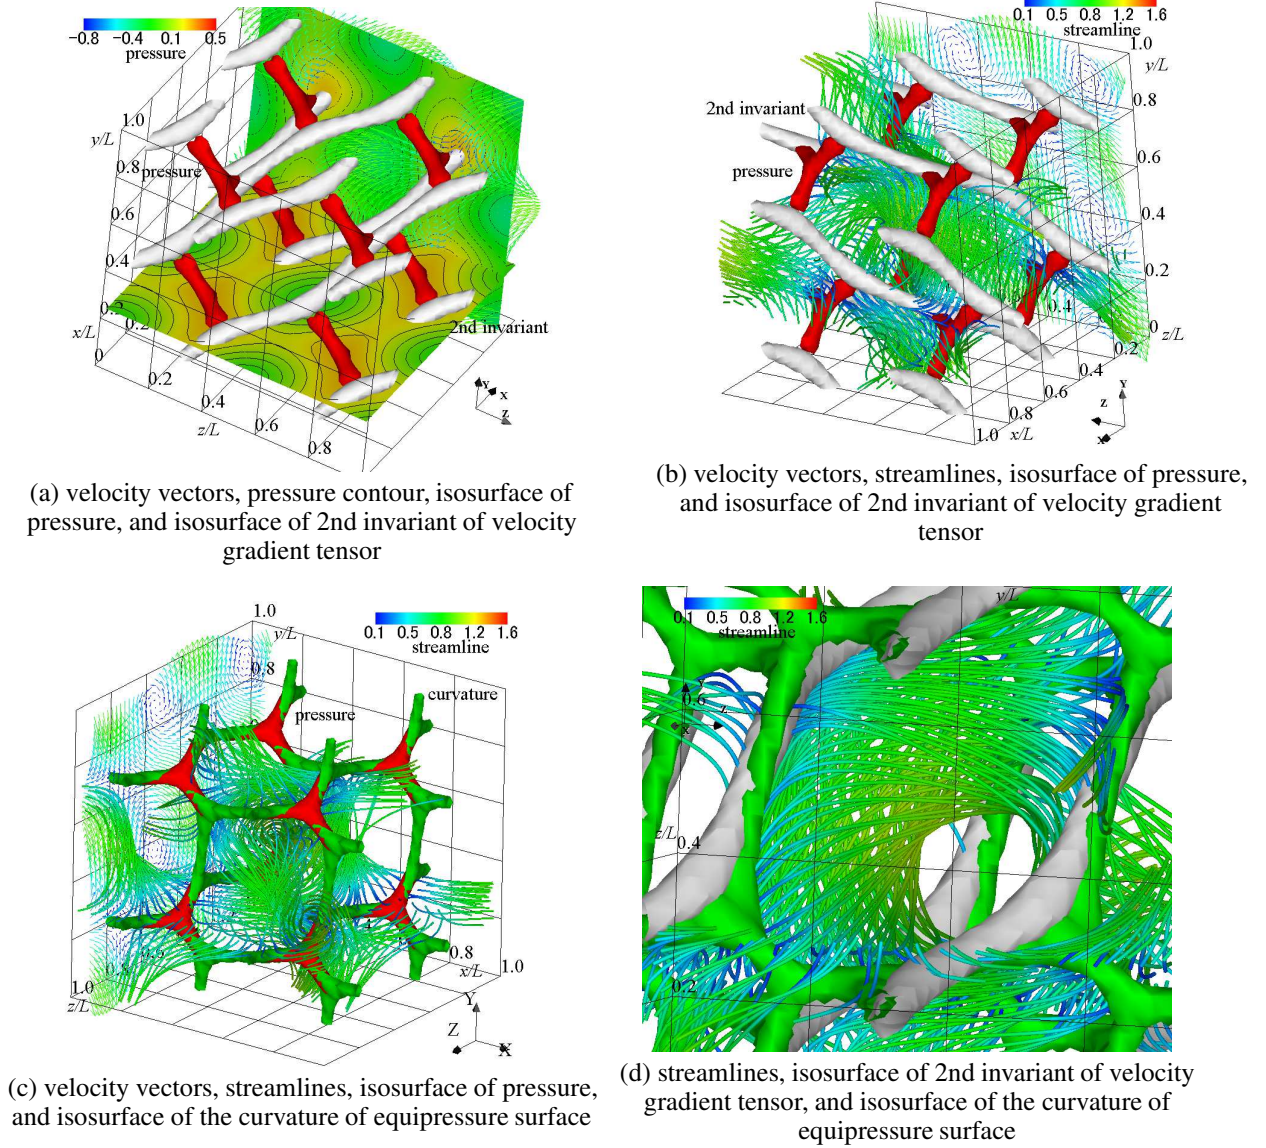 −0.8 −0.4 0.1 0.5
pressure
1.0
y/L
0.8
pressure
0.6
0.4
0.2
0.2
x/L
0
0.2
0.4
z/L
0.6
0.8
2nd invariant
Y
X
Z
(a) velocity vectors, pressure contour, isosurface of
pressure, and isosurface of 2nd invariant of velocity
gradient tensor
0.1 0.5 0.8 1.2 1.6
streamline
1.0
y/L
0.8
2nd invariant
0.6
pressure
0.4
0.2
0.4
0
z/L
0.2
0.4
0.6
0.8
x/L
1.0
Y
Z
X
(b) velocity vectors, streamlines, isosurface of pressure,
and isosurface of 2nd invariant of velocity gradient
tensor
1.0
0.1 0.5 0.8 1.2 1.6
streamline
y/L
0.8
curvature
pressure
0.8
0.8
x/L
1.0
1.0
z/L
Y
Z
X
(c) velocity vectors, streamlines, isosurface of pressure,
and isosurface of the curvature of equipressure surface
y/L
0.1 0.5 0.8 1.2 1.6
streamline
0.6
Y
z
x
z/L
0.4
0.2
(d) streamlines, isosurface of 2nd invariant of velocity
gradient tensor, and isosurface of the curvature of
equipressure surface